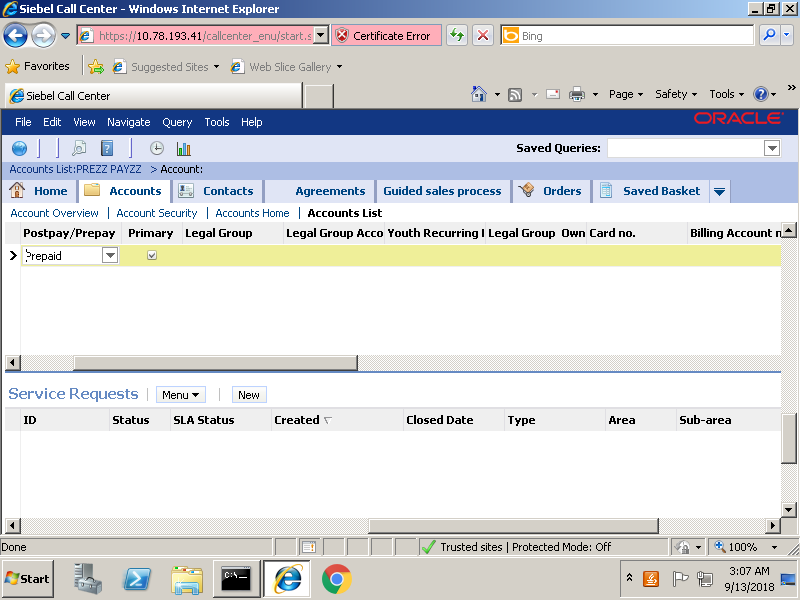 Siebel Call Center - Windows Internet Explorer
https://10.78.193.41/callcenter_enu/start.s
Certificate Error
Bing
Favorites
Suggested Sites
Web Slice Gallery
Siebel Call Center
Page
Safety
Tools
»
File Edit View Navigate Query Tools Help
ORACLE
Saved Queries:
Accounts List:PREZZ PAYZZ > Account:
Home Accounts Contacts Agreements Guided sales process Orders Saved Basket
Account Overview | Account Security | Accounts Home | Accounts List
Postpay/Prepay Primary Legal Group Legal Group Acco Youth Recurring I Legal Group Own Card no. Billing Account n
Prepaid
Service Requests
Menu
New
ID Status SLA Status Created Closed Date Type Area Sub-area
Done
Trusted sites | Protected Mode: Off
100%
Start
C:\.
3:07 AM
9/13/2018